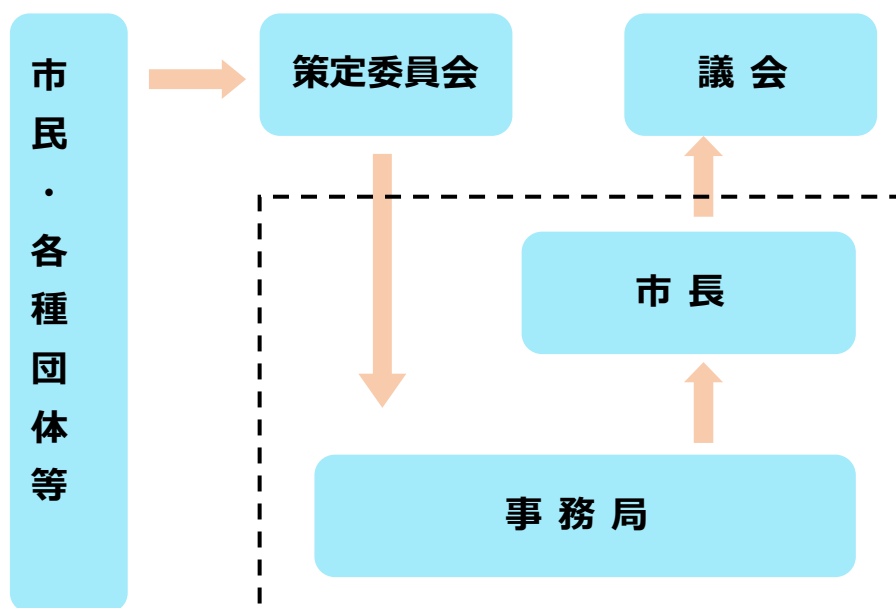 市民・各種団体等
策定委員会
議会
市長
事務局